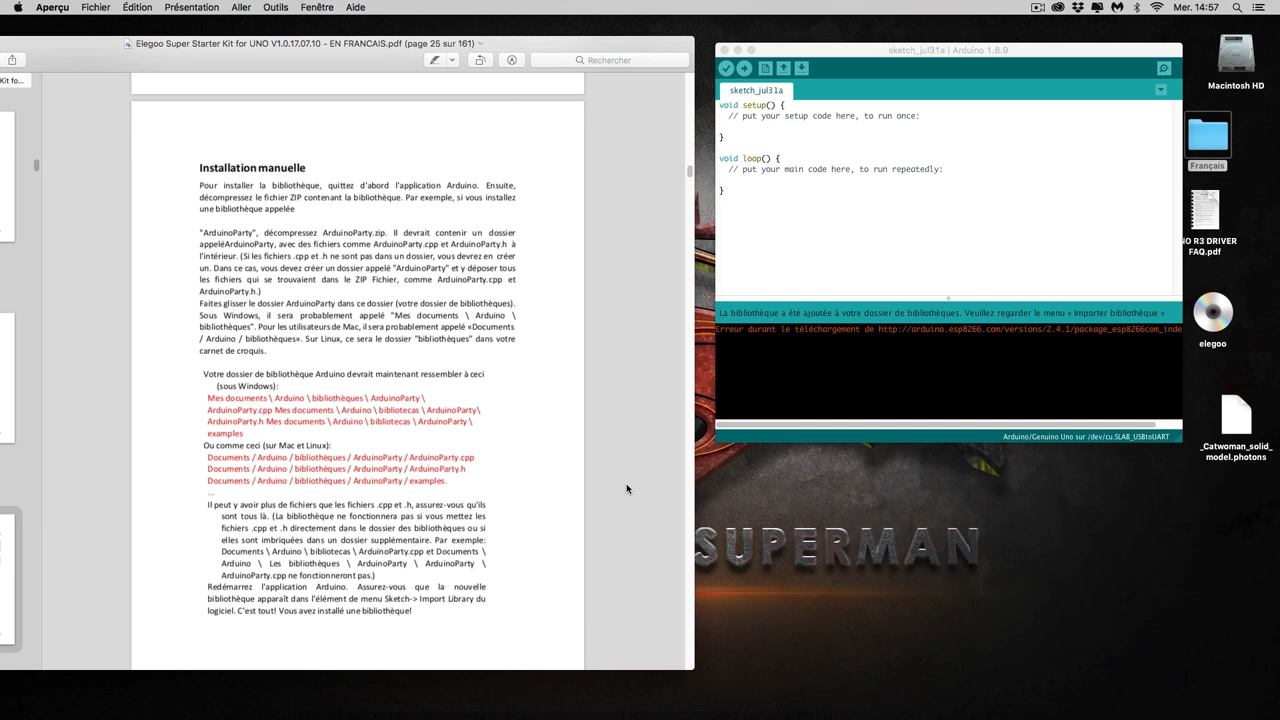 Aperçu Fichier Édition Présentation Aller Outils Fenêtre Aide Mer. 14:57
Elegoo Super Starter Kit for UNO V1.0.17.07.10 - EN FRANCAIS.pdf (page 25 sur 161)
Rechercher
Kit fo...
Installation manuelle
Pour installer la bibliothèque, quittez d'abord l'application Arduino. Ensuite,
décompressez le fichier ZIP contenant la bibliothèque. Par exemple, si vous installez
une bibliothèque appelée
"ArduinoParty", décompressez ArduinoParty.zip. Il devrait contenir un dossier
appeléArduinoParty, avec des fichiers comme ArduinoParty.cpp et ArduinoParty.h à
l'intérieur. (Si les fichiers .cpp et .h ne sont pas dans un dossier, vous devrez en créer
un. Dans ce cas, vous devez créer un dossier appelé "ArduinoParty" et y déposer tous
les fichiers qui se trouvaient dans le ZIP Fichier, comme ArduinoParty.cpp et
ArduinoParty.h.)
Faites glisser le dossier ArduinoParty dans ce dossier (votre dossier de bibliothèques).
Sous Windows, il sera probablement appelé "Mes documents \ Arduino \
bibliothèques". Pour les utilisateurs de Mac, il sera probablement appelé «Documents
/ Arduino / bibliothèques». Sur Linux, ce sera le dossier "bibliothèques" dans votre
carnet de croquis.
Votre dossier de bibliothèque Arduino devrait maintenant ressembler à ceci
(sous Windows):
Mes documents \ Arduino \ bibliothèques \ ArduinoParty \
ArduinoParty.cpp Mes documents \ Arduino \ bibliotecas \ ArduinoParty\
ArduinoParty.h Mes documents \ Arduino \ bibliotecas \ ArduinoParty \
examples
Ou comme ceci (sur Mac et Linux):
Documents / Arduino / bibliothèques / ArduinoParty / ArduinoParty.cpp
Documents / Arduino / bibliothèques / ArduinoParty / ArduinoParty.h
Documents / Arduino / bibliothèques / ArduinoParty / examples.
...
Il peut y avoir plus de fichiers que les fichiers .cpp et .h, assurez-vous qu'ils
sont tous là. (La bibliothèque ne fonctionnera pas si vous mettez les
fichiers .cpp et .h directement dans le dossier des bibliothèques ou si
elles sont imbriquées dans un dossier supplémentaire. Par exemple:
Documents \ Arduino \ bibliotecas \ ArduinoParty.cpp et Documents \
Arduino \ Les bibliothèques \ ArduinoParty \ ArduinoParty \
ArduinoParty.cpp ne fonctionneront pas.)
Redémarrez l'application Arduino. Assurez-vous que la nouvelle
bibliothèque apparaît dans l'élément de menu Sketch-> Import Library du
logiciel. C'est tout! Vous avez installé une bibliothèque!
sketch_jul31a | Arduino 1.8.9
sketch_jul31a
void setup() {
// put your setup code here, to run once:
}
void loop() {
// put your main code here, to run repeatedly:
}
La bibliothèque a été ajoutée à votre dossier de bibliothèques. Veuillez regarder le menu « Importer bibliothèque »
Erreur durant le téléchargement de http://arduino.esp8266.com/versions/2.4.1/package_esp8266com_inde
Arduino/Genuino Uno sur /dev/cu.SLAB_USBtoUART
Macintosh HD
Français
NO R3 DRIVER
FAQ.pdf
elegoo
_Catwoman_solid_
model.photons
SUPERMAN